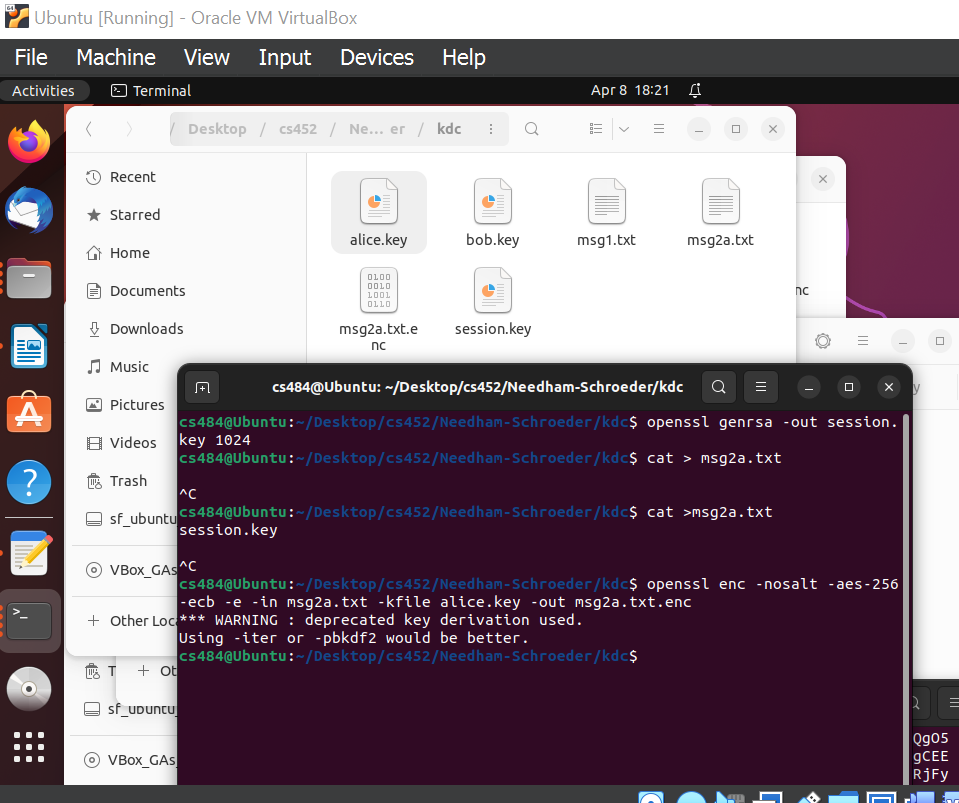 Ubuntu [Running] - Oracle VM VirtualBox
File Machine View Input Devices Help
Activities Terminal Apr 8 18:21
/ Desktop / cs452 / Ne... er / kdc
Recent
Starred
Home
Documents
Downloads
Music
Pictures
Videos
Trash
sf_ubuntu
VBox_GAs
+ Other Loca
alice.key bob.key msg1.txt msg2a.txt
msg2a.txt.e
nc
session.key
nc
y
cs484@Ubuntu: ~/Desktop/cs452/Needham-Schroeder/kdc
cs484@Ubuntu:~/Desktop/cs452/Needham-Schroeder/kdc$ openssl genrsa -out session.
key 1024
cs484@Ubuntu:~/Desktop/cs452/Needham-Schroeder/kdc$ cat > msg2a.txt
^C
cs484@Ubuntu:~/Desktop/cs452/Needham-Schroeder/kdc$ cat >msg2a.txt
session.key
^C
cs484@Ubuntu:~/Desktop/cs452/Needham-Schroeder/kdc$ openssl enc -nosalt -aes-256
-ecb -e -in msg2a.txt -kfile alice.key -out msg2a.txt.enc
*** WARNING : deprecated key derivation used.
Using -iter or -pbkdf2 would be better.
cs484@Ubuntu:~/Desktop/cs452/Needham-Schroeder/kdc$
T + Ot
sf_ubuntu
VBox_GAs
QgO5
gCEE
RjFy